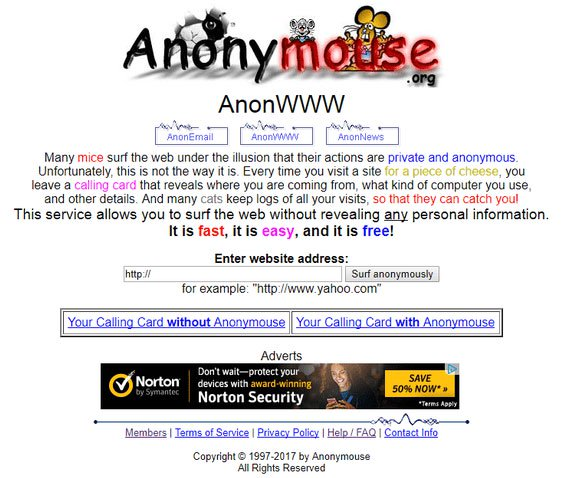 Anonymouse
.org
AnonWWW
AnonEmail AnonWWW AnonNews
Many mice surf the web under the illusion that their actions are private and anonymous.
Unfortunately, this is not the way it is. Every time you visit a site for a piece of cheese, you
leave a calling card that reveals where you are coming from, what kind of computer you use,
and other details. And many cats keep logs of all your visits, so that they can catch you!
This service allows you to surf the web without revealing any personal information.
It is fast, it is easy, and it is free!
Enter website address:
http:// Surf anonymously
for example: "http://www.yahoo.com"
Your Calling Card without Anonymouse Your Calling Card with Anonymouse
Adverts
Norton by Symantec
Don't wait—protect your
devices with award-winning
Norton Security
SAVE
50% NOW* »
*Terms Apply
Members | Terms of Service | Privacy Policy | Help / FAQ | Contact Info
Copyright © 1997-2017 by Anonymouse
All Rights Reserved